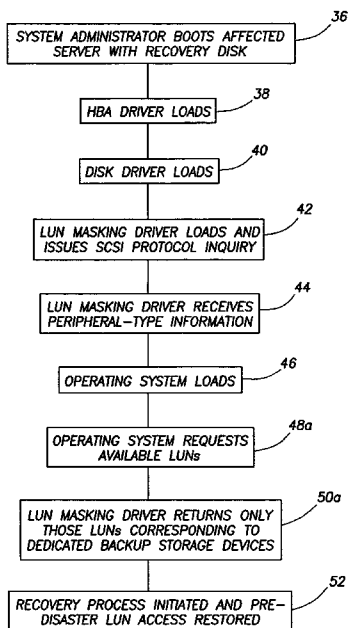 36
SYSTEM ADMINISTRATOR BOOTS AFFECTED
SERVER WITH RECOVERY DISK
38
HBA DRIVER LOADS
40
DISK DRIVER LOADS
42
LUN MASKING DRIVER LOADS AND
ISSUES SCSI PROTOCOL INQUIRY
44
LUN MASKING DRIVER RECEIVES
PERIPHERAL-TYPE INFORMATION
46
OPERATING SYSTEM LOADS
48a
OPERATING SYSTEM REQUESTS
AVAILABLE LUNs
50a
LUN MASKING DRIVER RETURNS ONLY
THOSE LUNs CORRESPONDING TO
DEDICATED BACKUP STORAGE DEVICES
52
RECOVERY PROCESS INITIATED AND PRE-
DISASTER LUN ACCESS RESTORED